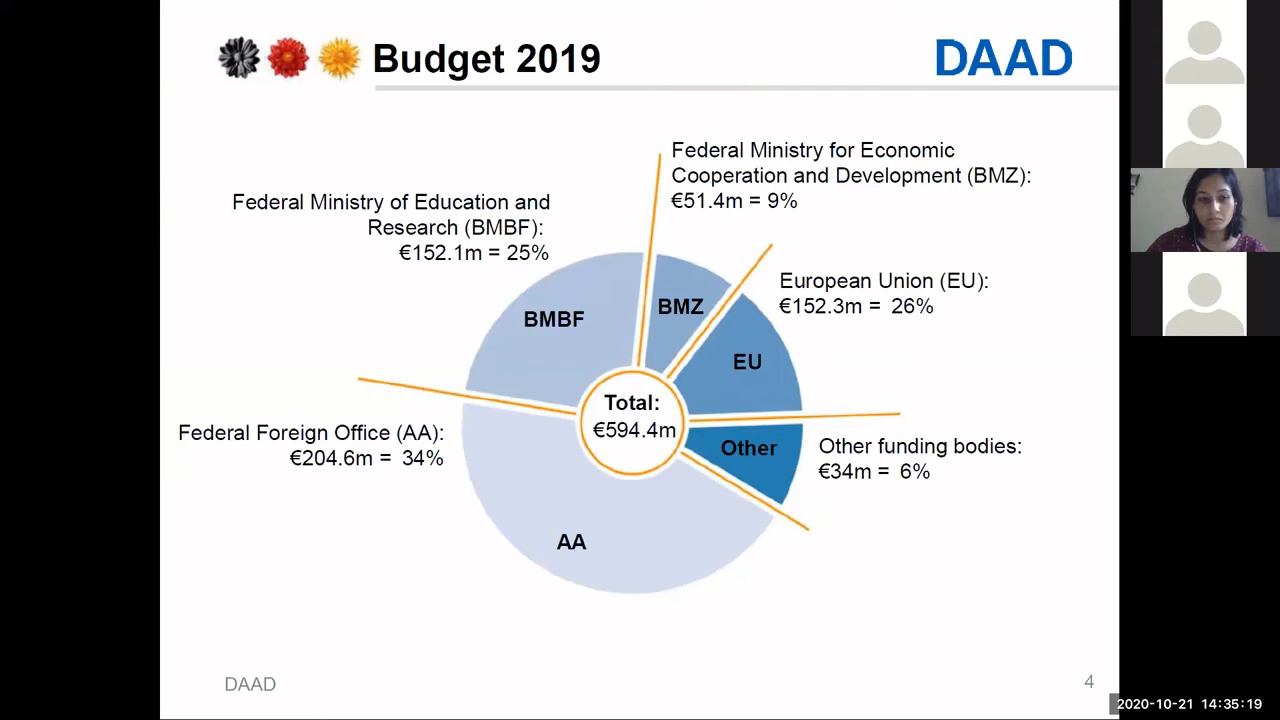 Budget 2019
DAAD
Federal Ministry for Economic
Cooperation and Development (BMZ):
€51.4m = 9%
Federal Ministry of Education and
Research (BMBF):
€152.1m = 25%
European Union (EU):
€152.3m = 26%
BMZ
BMBF
EU
Total:
€594.4m
Federal Foreign Office (AA):
€204.6m = 34%
Other
Other funding bodies:
€34m = 6%
AA
DAAD
4
2020-10-21 14:35:19